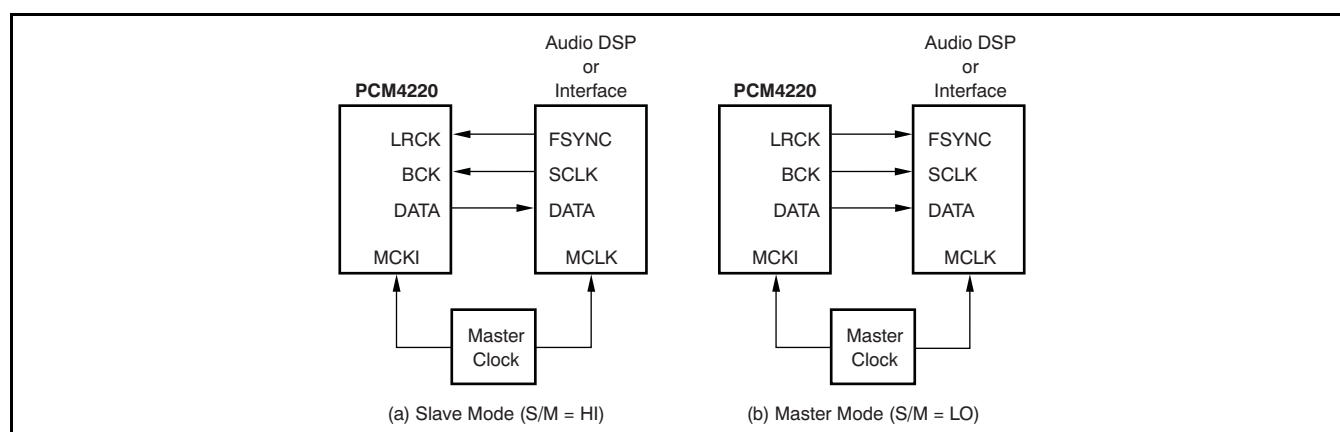 Audio DSP
or
Interface
PCM4220
LRCK
BCK
DATA
MCKI
FSYNC
SCLK
DATA
MCLK
Master
Clock
(a) Slave Mode (S/M = HI)
Audio DSP
or
Interface
PCM4220
LRCK
BCK
DATA
MCKI
FSYNC
SCLK
DATA
MCLK
Master
Clock
(b) Master Mode (S/M = LO)